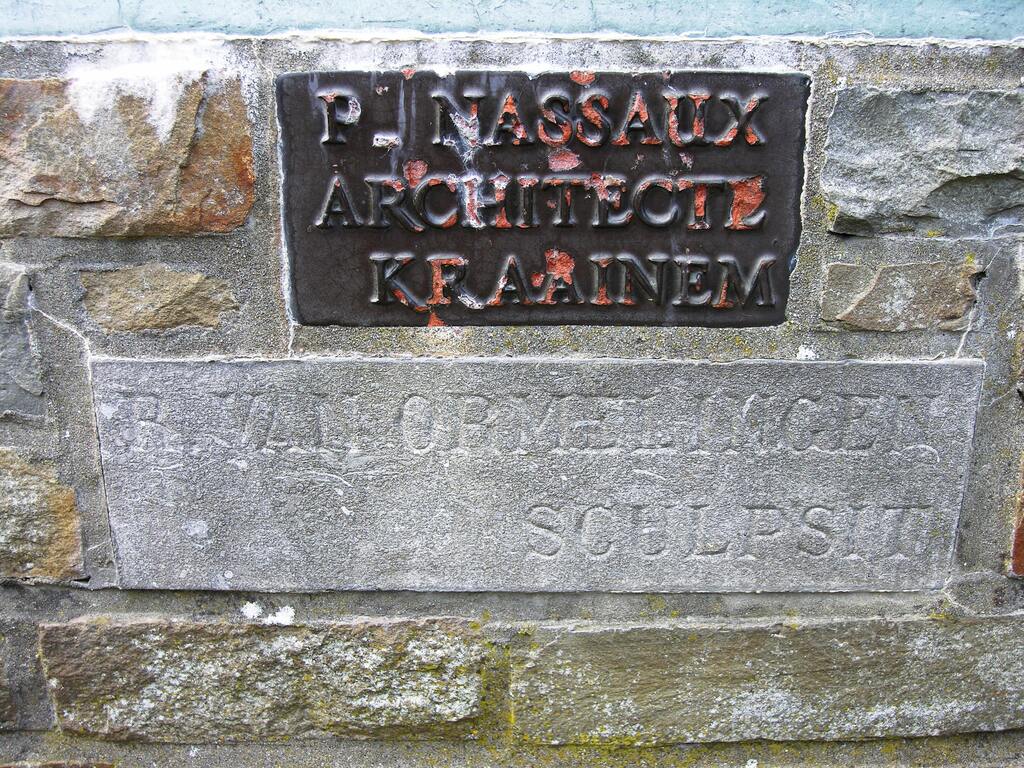 P. NASSAUX
ARCHITECTE
KRAAINEM
R. VAN ORMELINGEN
SCULPSIT